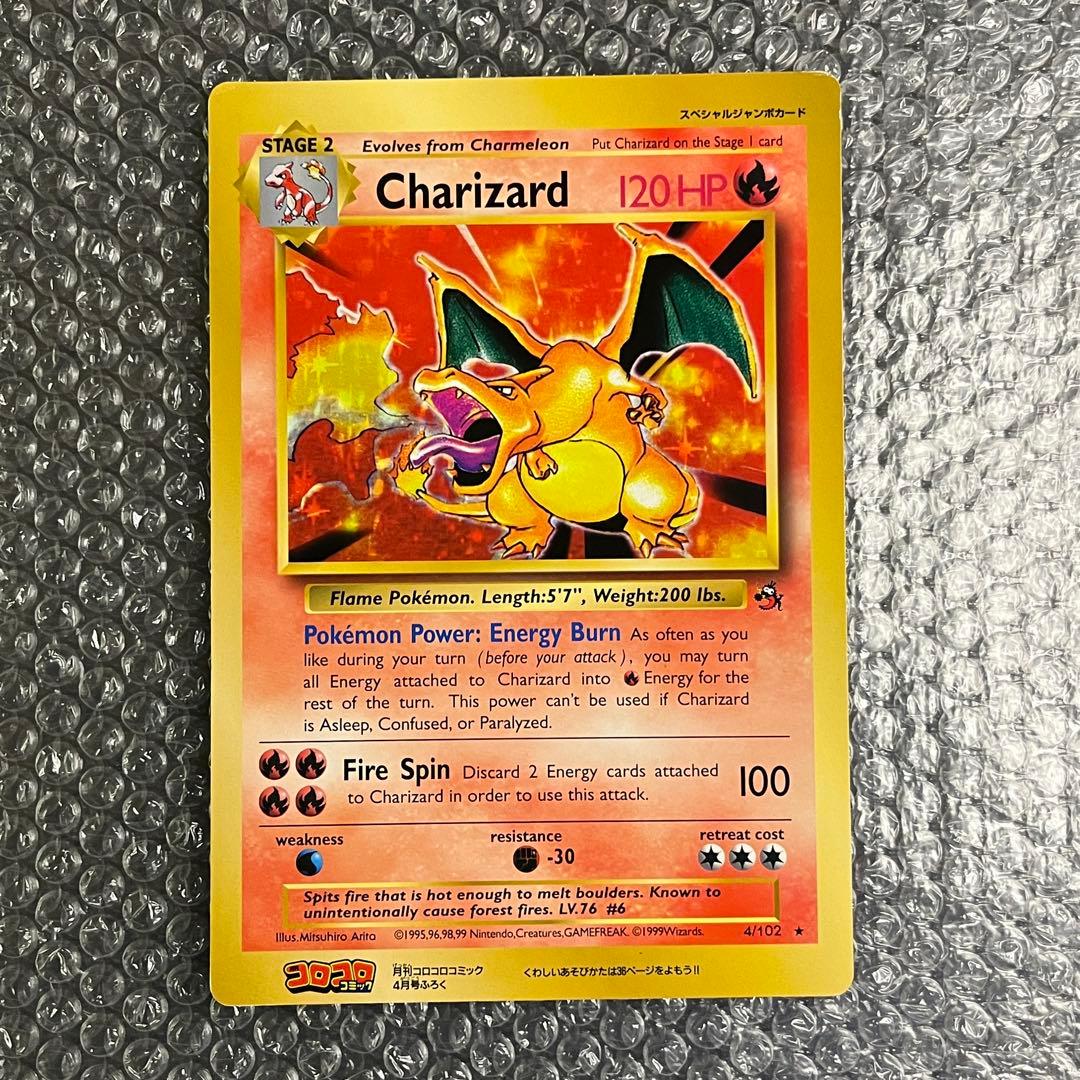 スペシャルジャンボカード
STAGE 2 Evolves from Charmeleon Put Charizard on the Stage 1 card
Charizard 120 HP
Flame Pokémon. Length:5'7", Weight:200 lbs.
Pokémon Power: Energy Burn As often as you
like during your turn (before your attack), you may turn
all Energy attached to Charizard into Energy for the
rest of the turn. This power can't be used if Charizard
is Asleep, Confused, or Paralyzed.
Fire Spin Discard 2 Energy cards attached 100
to Charizard in order to use this attack.
weakness resistance retreat cost
-30
Spits fire that is hot enough to melt boulders. Known to
unintentionally cause forest fires. LV.76 #6
Illus. Mitsuhiro Arita ©1995,96,98,99 Nintendo,Creatures,GAMEFREAK. ©1999Wizards. 4/102 ★
コロコロ
コミック
月刊コロコロコミック くわしいあそびかたは36ページをよもう!!
4月号ふろく